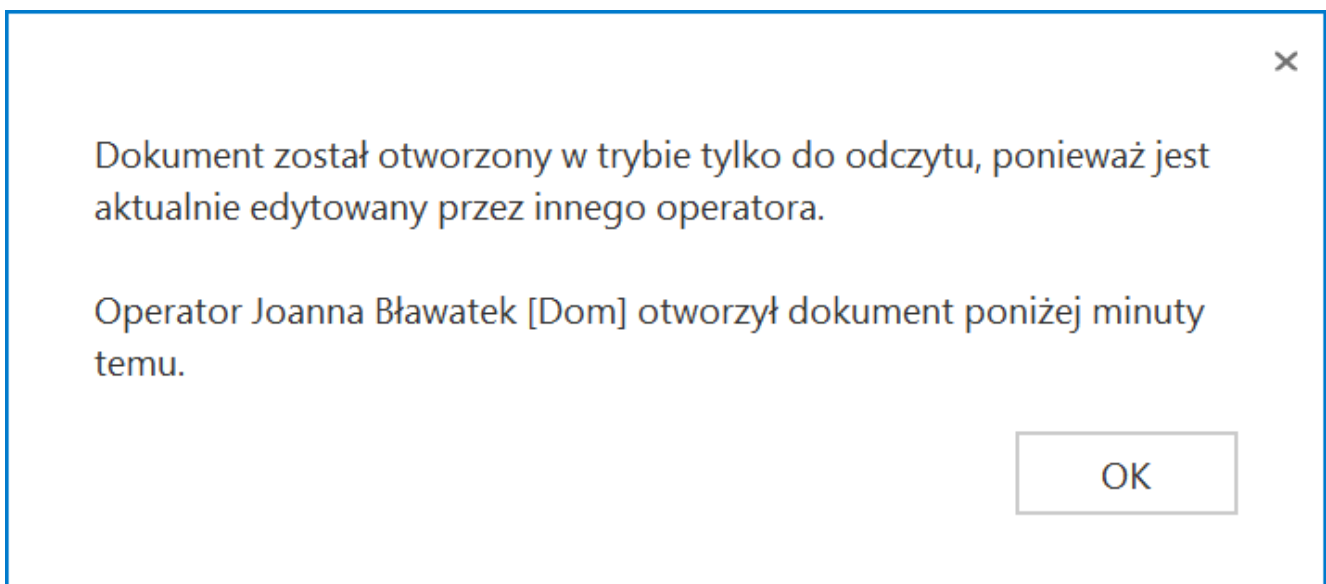 Dokument został otworzony w trybie tylko do odczytu, ponieważ jest
aktualnie edytowany przez innego operatora.
Operator Joanna Bławatek [Dom] otworzył dokument poniżej minuty
temu.
OK